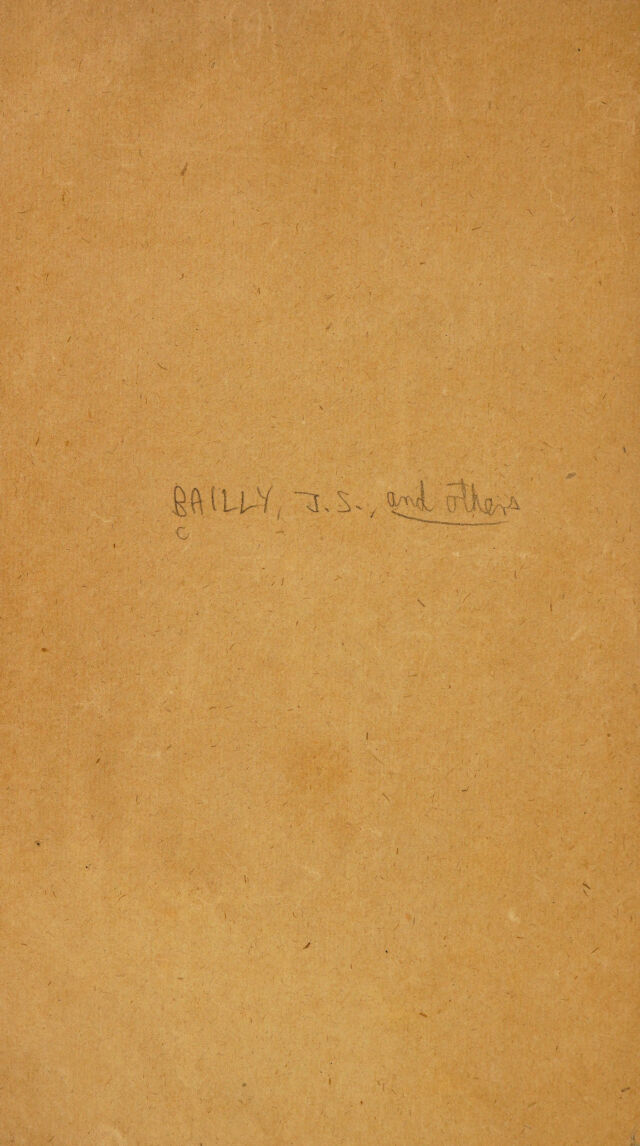 BAILLY, J.S., and others
C